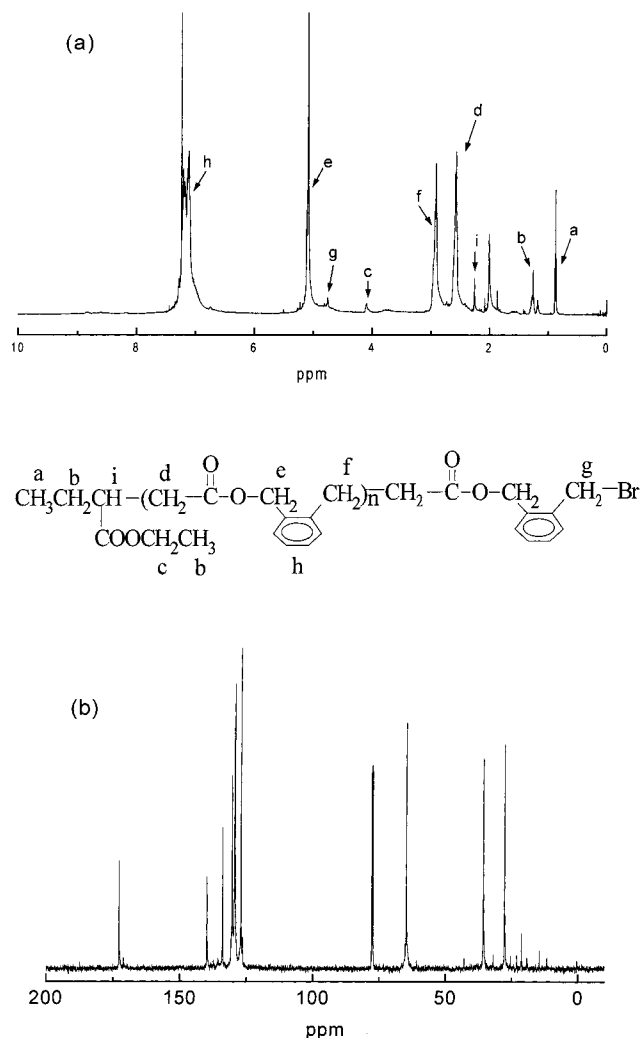 (a)
h
e
g
c
f
d
i
b
a
10 8 6 4 2 0
ppm
a b i d O e f O g
CH₃CH₂CH—(CH₂—C—O—CH₂ CH₂)n—CH₂—C—O—CH₂ CH₂—Br
COOCH₂CH₃
c b h
(b)
200 150 100 50 0
ppm